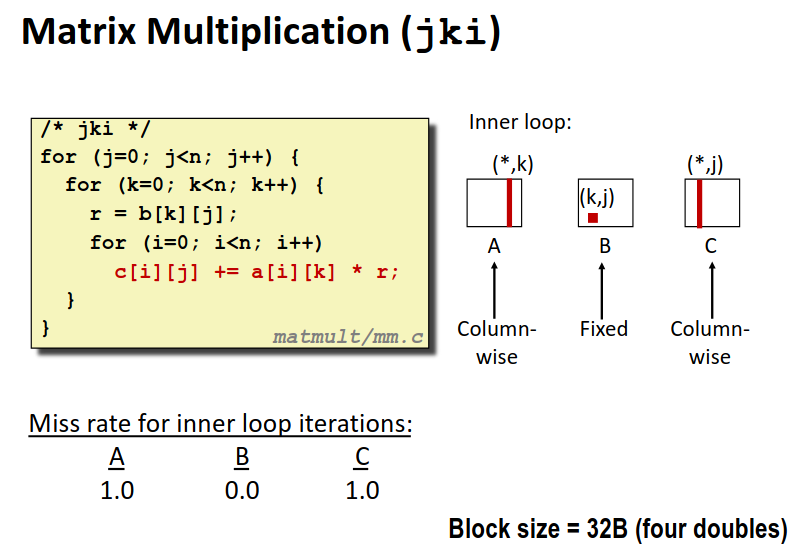 Matrix Multiplication (jki)
/* jki */
for (j=0; j<n; j++) {
  for (k=0; k<n; k++) {
    r = b[k][j];
    for (i=0; i<n; i++)
      c[i][j] += a[i][k] * r;
  }
}
matmult/mm.c
Inner loop:
(*,k)
(k,j)
(*,j)
A B C
Column-
wise
Fixed
Column-
wise
Miss rate for inner loop iterations:
A B C
1.0 0.0 1.0
Block size = 32B (four doubles)